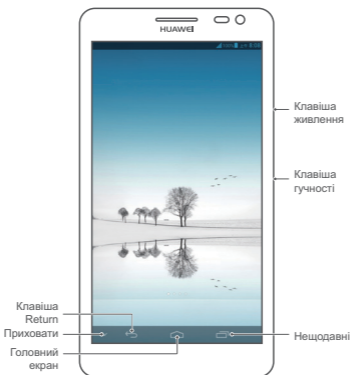 HUAWEI
Клавіша
живлення
Клавіша
гучності
Клавіша
Return
Приховати
Головний
екран
Нещодавні